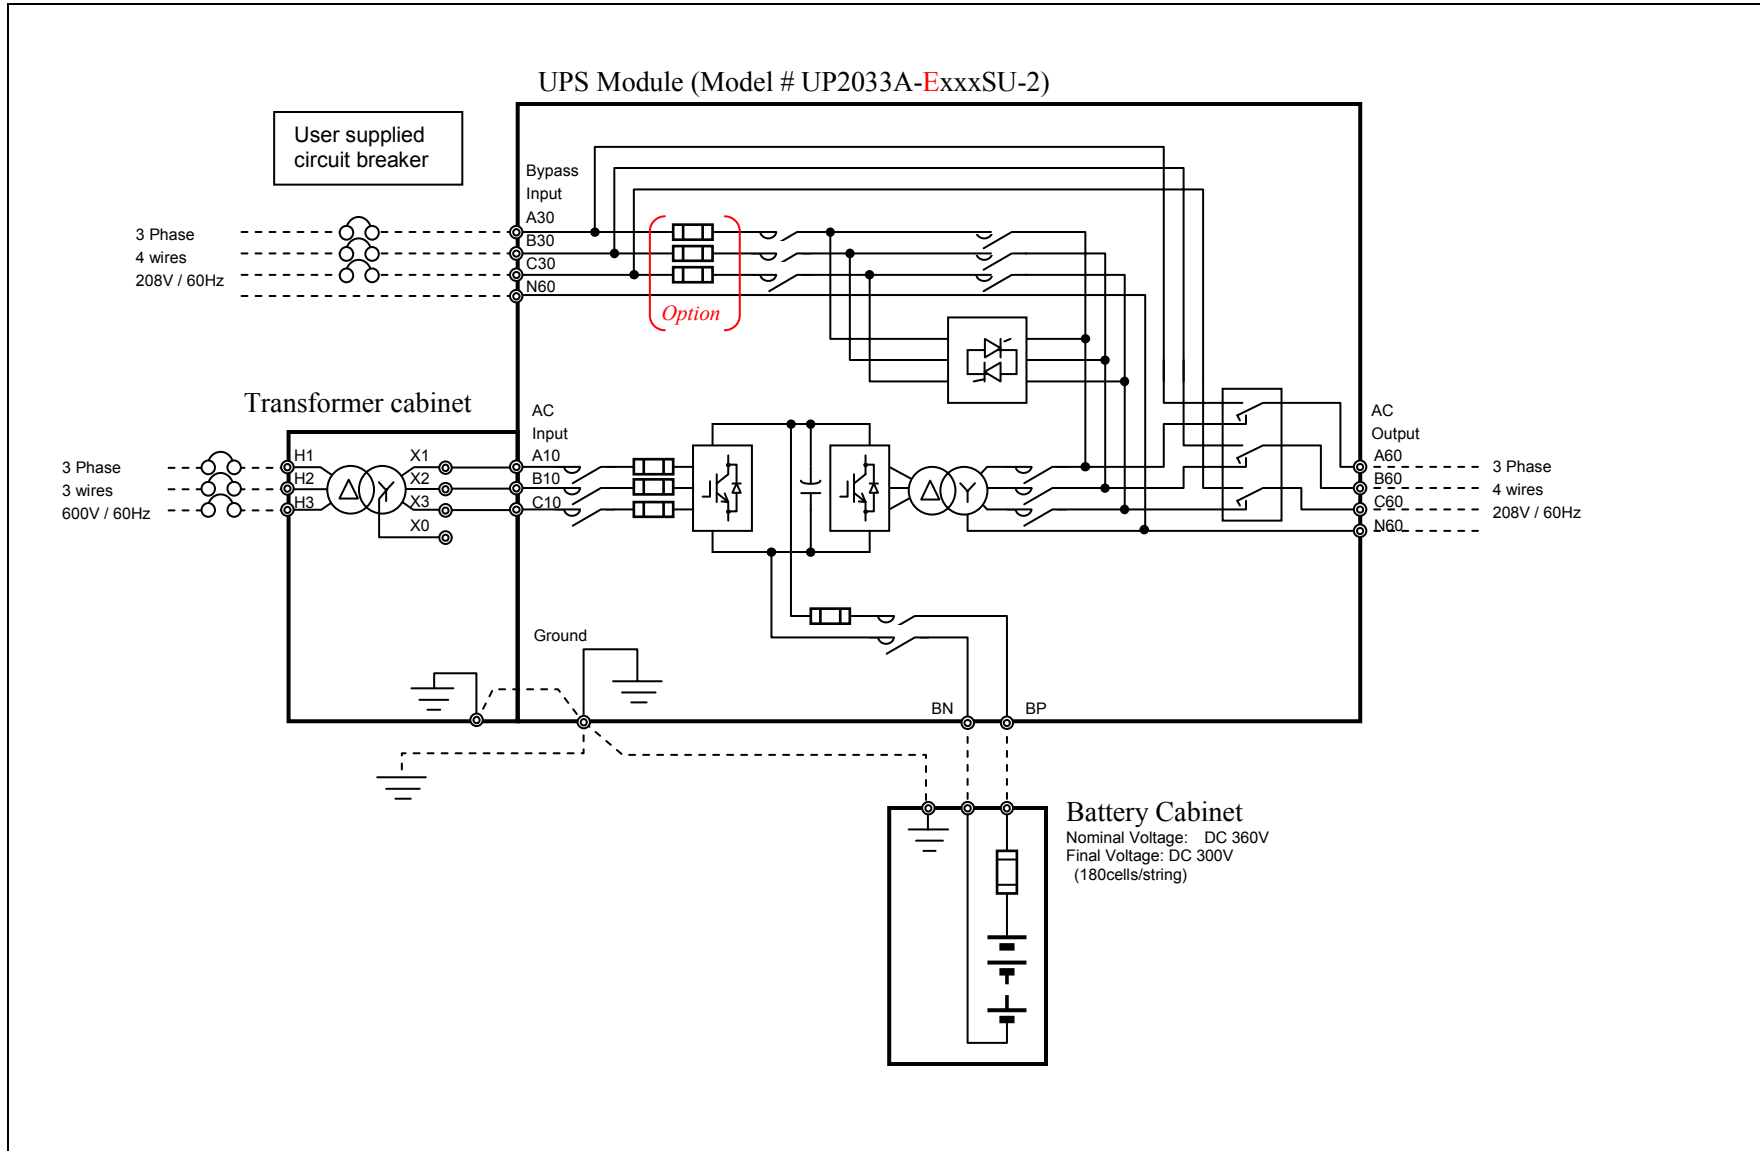 UPS Module (Model # UP2033A-ExxxSU-2)
User supplied
circuit breaker
Bypass
Input
A30
B30
C30
N60
3 Phase
4 wires
208V / 60Hz
Option
Transformer cabinet
AC
Input
A10
B10
C10
H1
H2
H3
X1
X2
X3
X0
3 Phase
3 wires
600V / 60Hz
AC
Output
A60
B60
C60
N60
3 Phase
4 wires
208V / 60Hz
Ground
BN
BP
Battery Cabinet
Nominal Voltage: DC 360V
Final Voltage: DC 300V
(180cells/string)